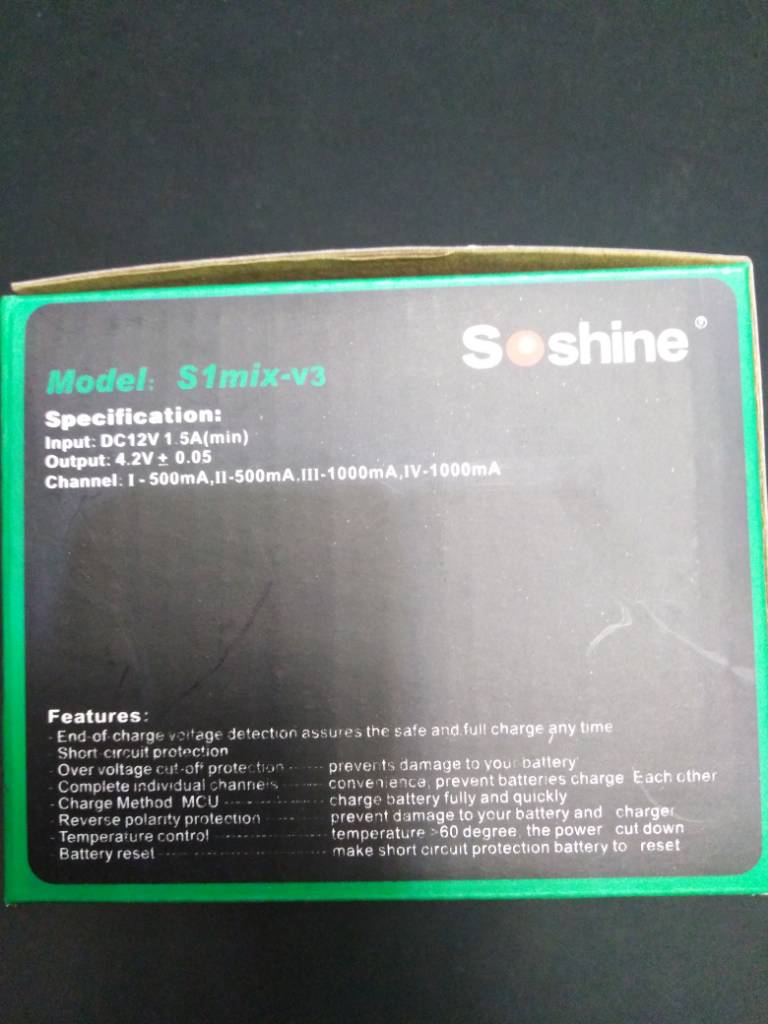 Soshine®
Model: S1mix-v3
Specification:
Input: DC12V 1.5A(min)
Output: 4.2V ± 0.05
Channel: I - 500mA,II-500mA.III-1000mA,IV-1000mA
Features:
- End-of-charge voltage detection assures the safe and full charge any time
- Short-circuit protection
- Over voltage cut-off protection ------ prevents damage to your battery
- Complete individual channels ------ convenience, prevent batteries charge Each other
- Charge Method MCU ------ charge battery fully and quickly
- Reverse polarity protection ------ prevent damage to your battery and charger
- Temperature control ------ temperature >60 degree, the power cut down
- Battery reset ------ make short circuit protection battery to reset